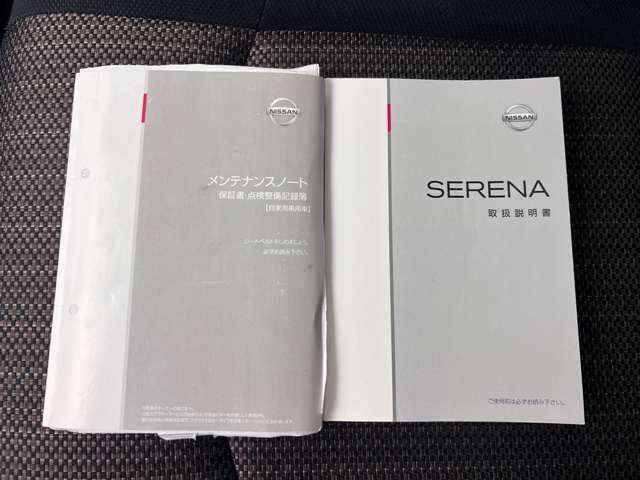 NISSAN
メンテナンスノート
保証書・点検整備記録簿
【自家用乗用車】
シートベルトをしめましょう。
必ずお読み下さい。
NISSAN
SERENA
取扱説明書
ご使用前は必ずお読み下さい。